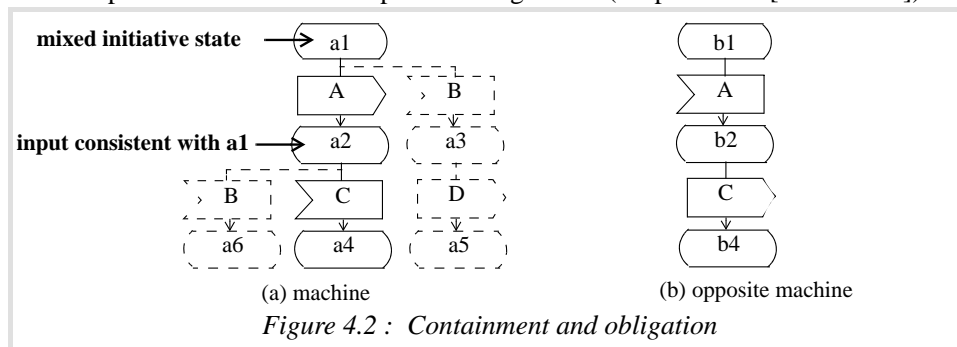 mixed initiative state
a1
b1
A
B
A
input consistent with a1
a2
a3
b2
B
C
D
C
a6
a4
a5
b4
(a) machine
(b) opposite machine
Figure 4.2 : Containment and obligation